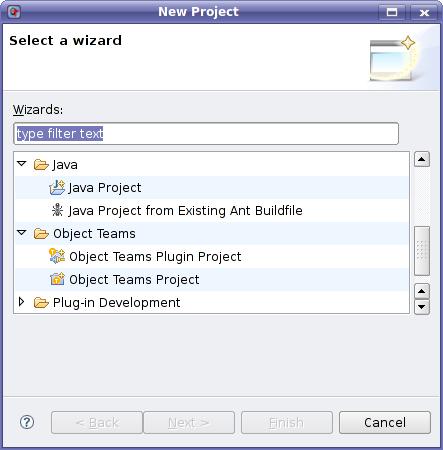 New Project
Select a wizard
Wizards:
type filter text
Java
Java Project
Java Project from Existing Ant Buildfile
Object Teams
Object Teams Plugin Project
Object Teams Project
Plug-in Development
?
< Back
Next >
Finish
Cancel